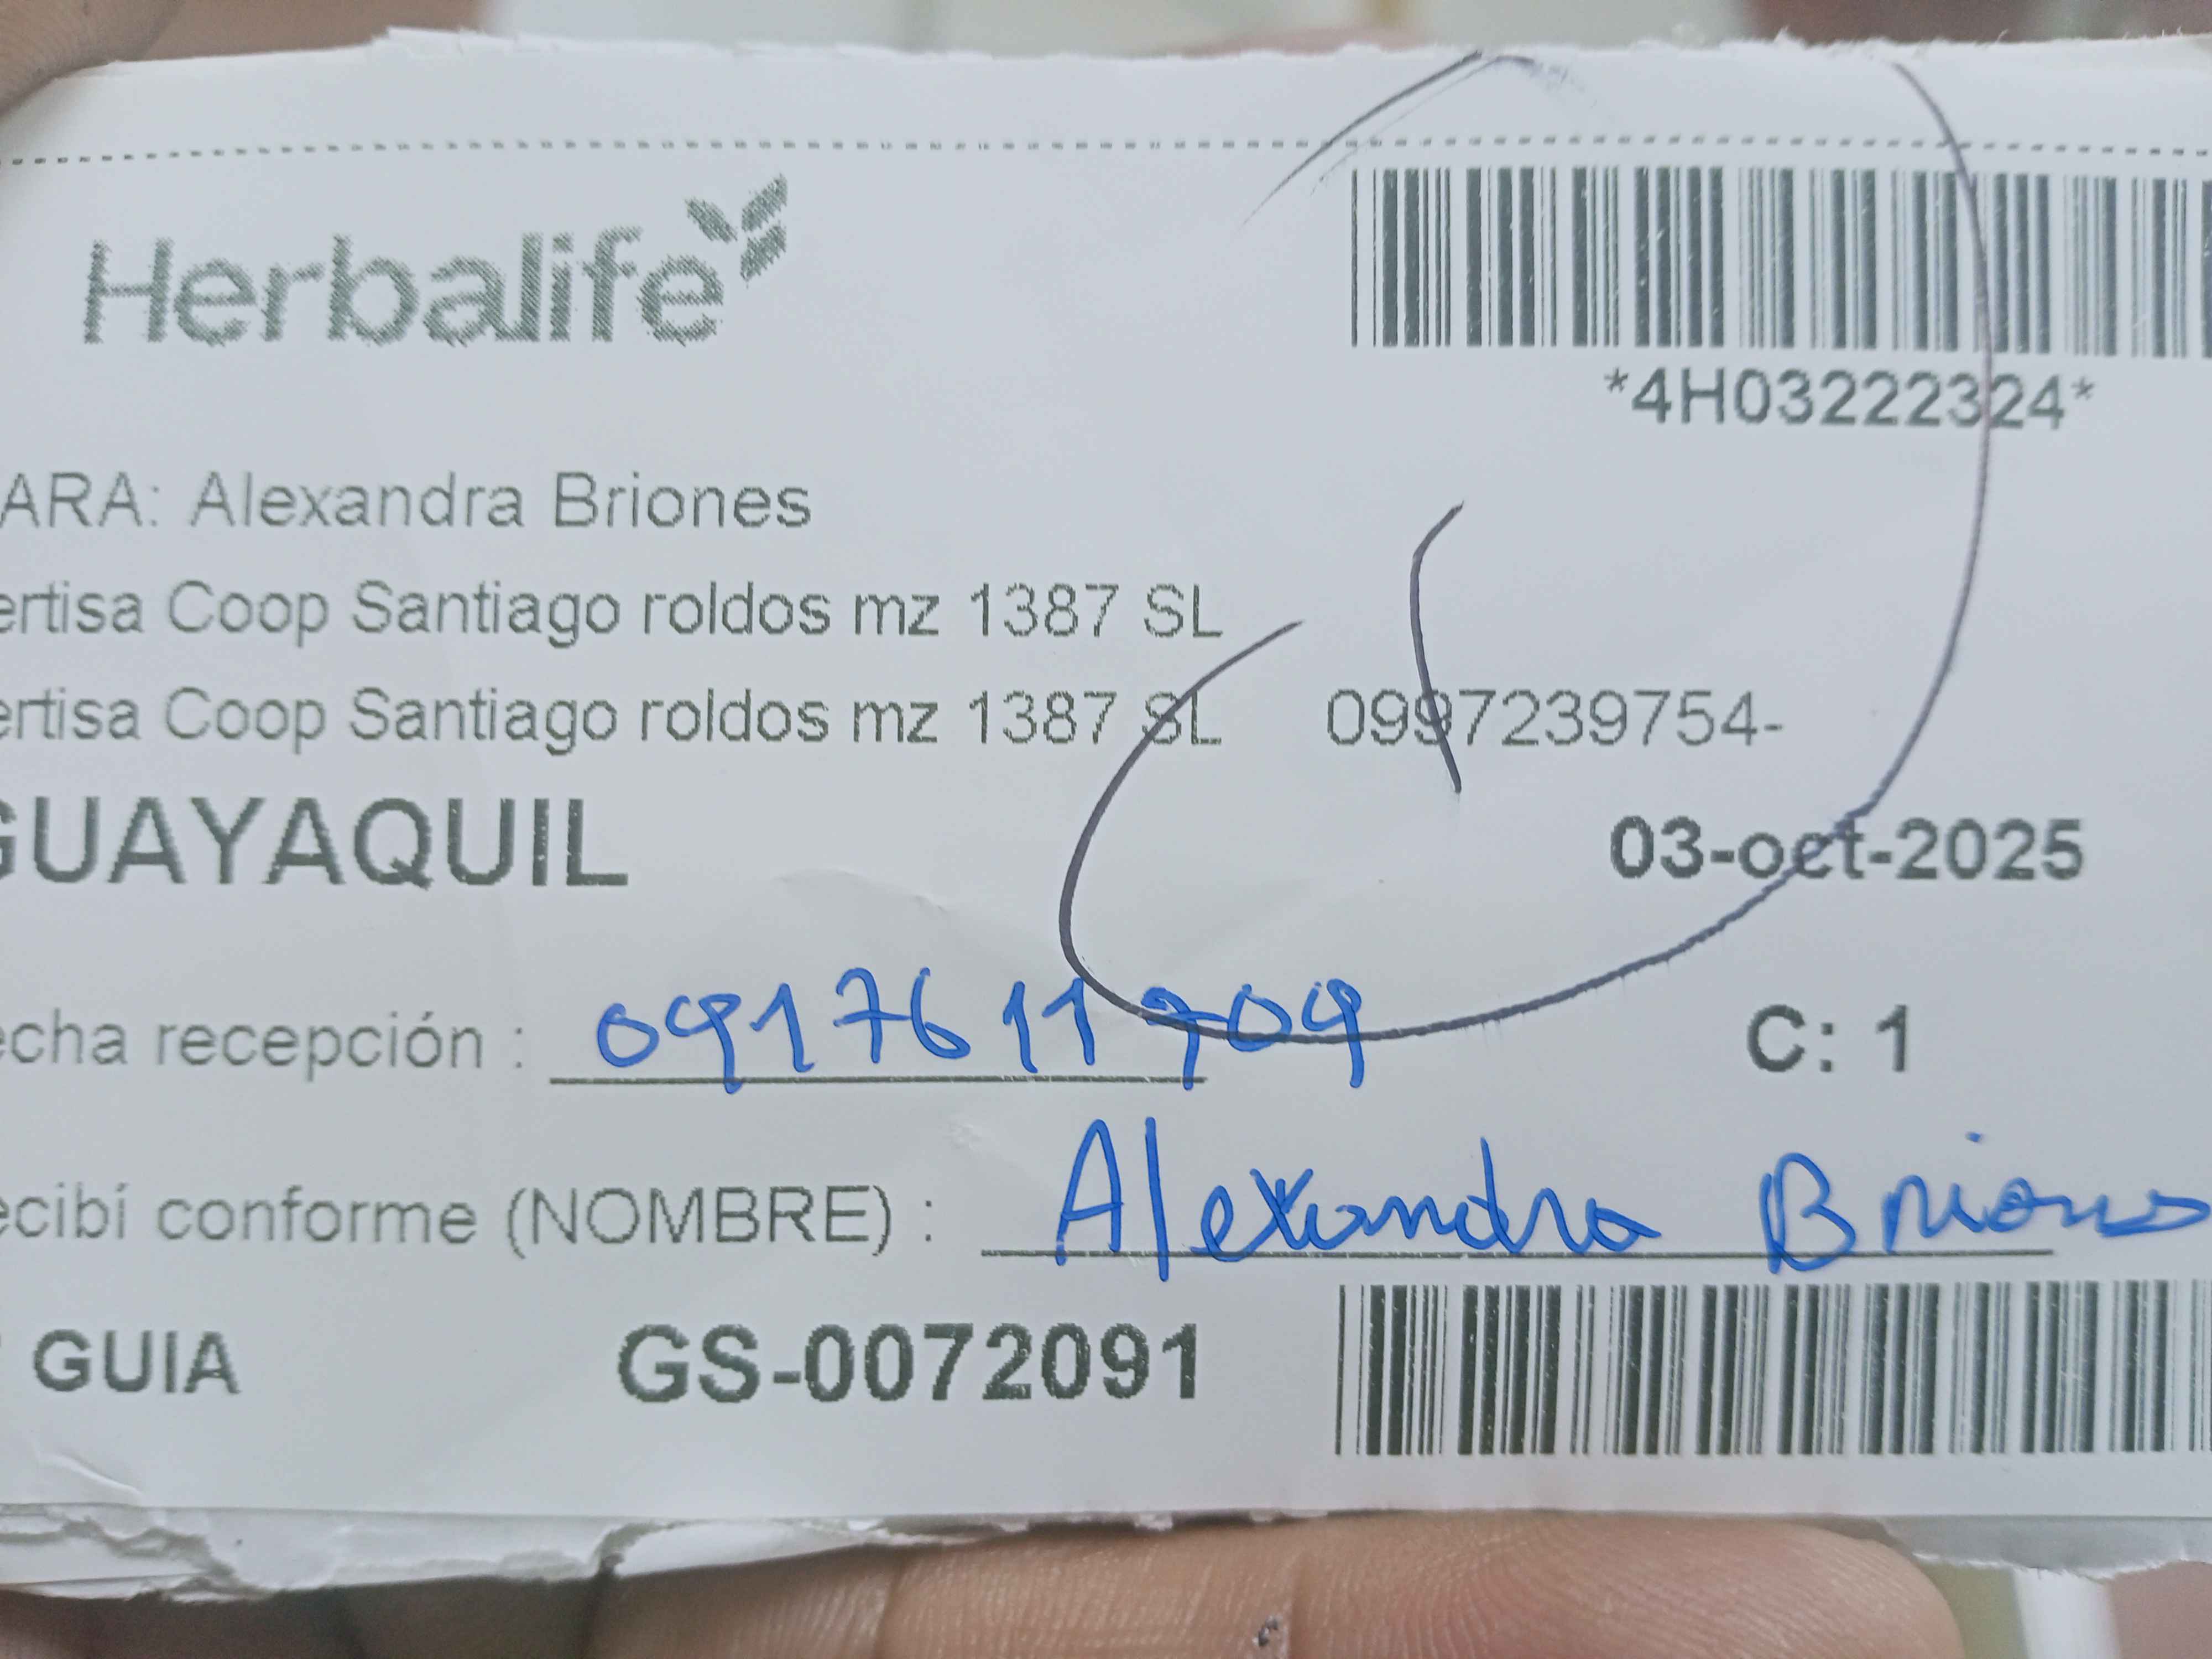 Herbalife
*4H03222324*
ARA: Alexandra Briones
ertisa Coop Santiago roldos mz 1387 SL
ertisa Coop Santiago roldos mz 1387 SL 0997239754-
GUAYAQUIL
03-oct-2025
echa recepción : 0917611909 C: 1
ecibí conforme (NOMBRE) : Alexandra Briones
GUIA GS-0072091